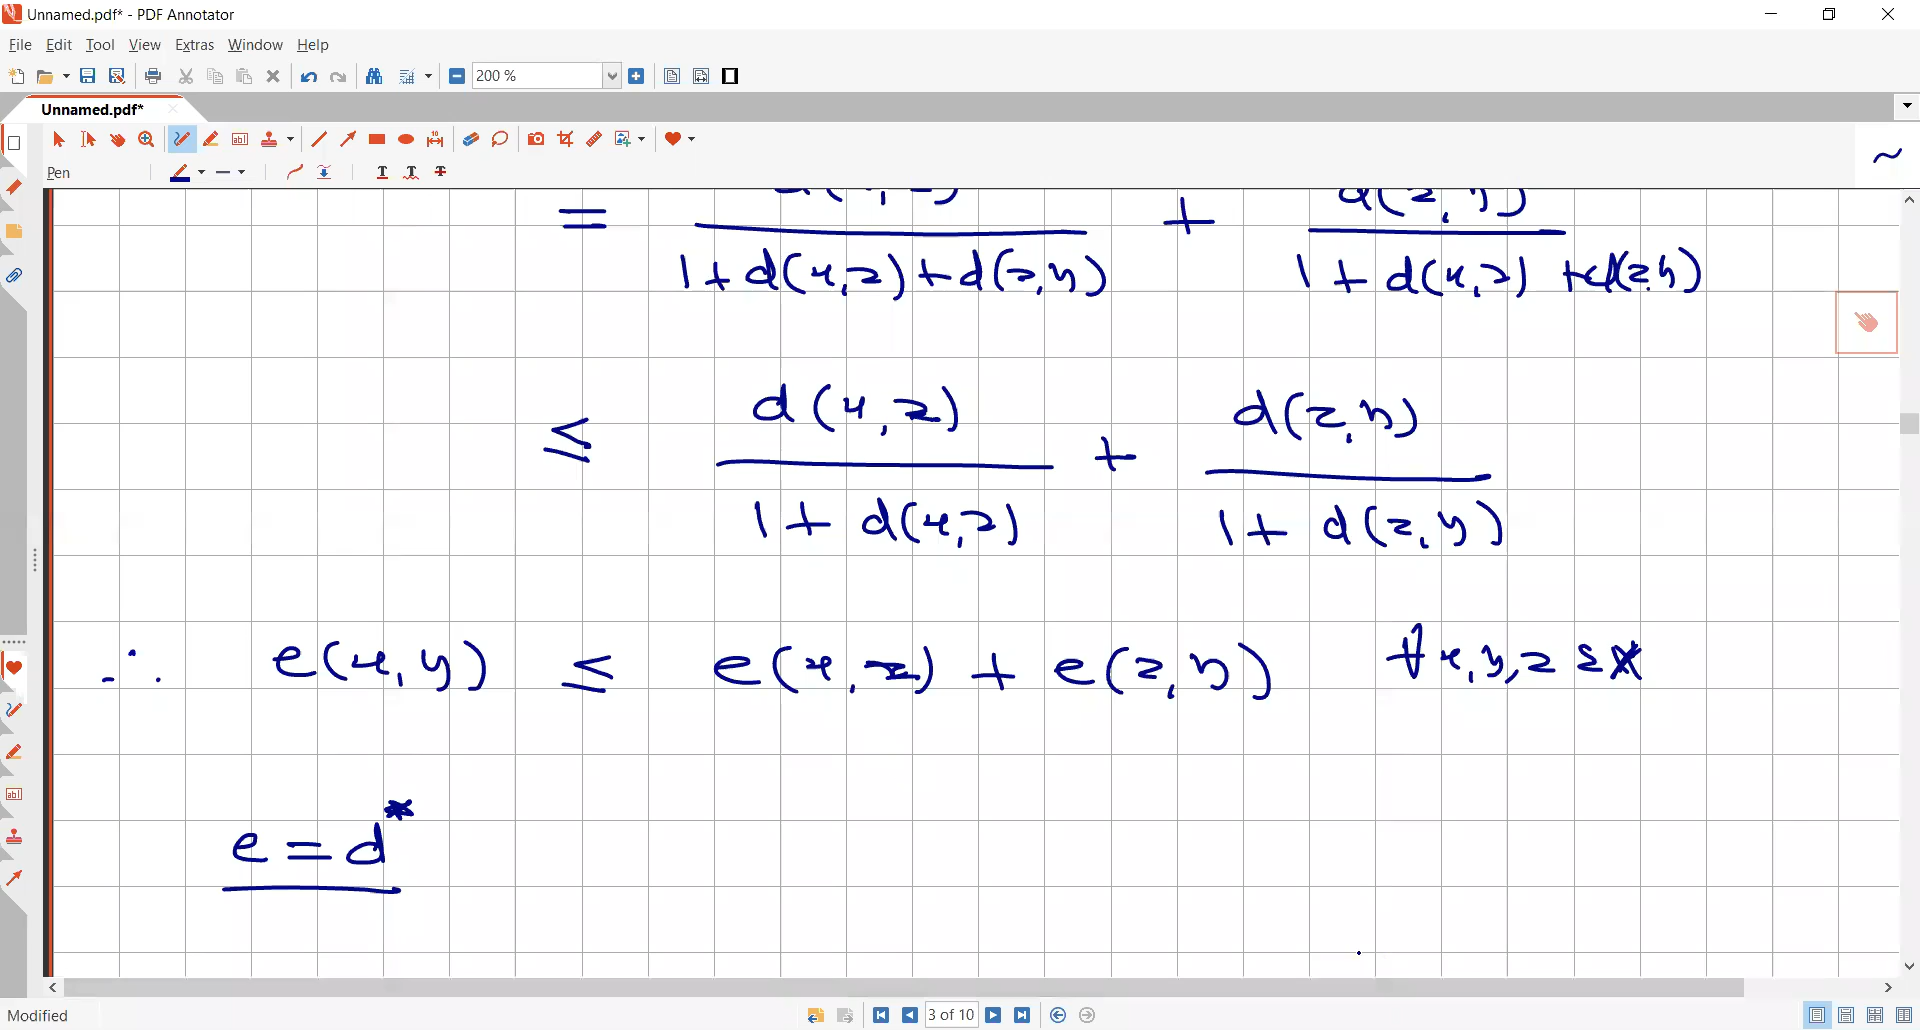 Unnamed.pdf* - PDF Annotator
File Edit Tool View Extras Window Help
200 %
Unnamed.pdf*
Pen
= d(x,z) / 1+d(x,z)+d(z,y) + d(z,y) / 1+d(x,z)+d(z,y)
≤ d(x,z) / 1+d(x,z) + d(z,y) / 1+d(z,y)
∴ e(x,y) ≤ e(x,z) + e(z,y) ∀ x,y,z ε X
e = d*
Modified
3 of 10